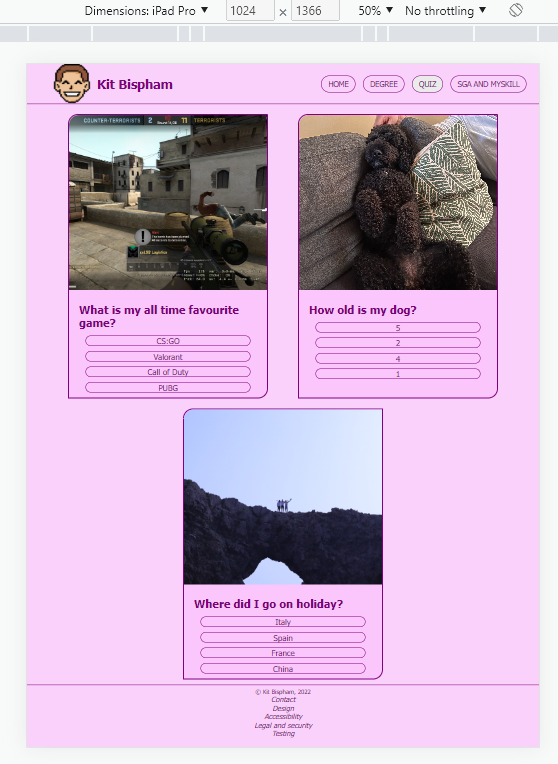 Dimensions: iPad Pro ▼ 1024 × 1366 50% ▼ No throttling ▼
Kit Bispham
HOME DEGREE QUIZ SGA AND MYSKILL
COUNTER-TERRORISTS 2 11 TERRORISTS
What is my all time favourite
game?
CS:GO
Valorant
Call of Duty
PUBG
How old is my dog?
5
2
4
1
Where did I go on holiday?
Italy
Spain
France
China
© Kit Bispham, 2022
Contact
Design
Accessibility
Legal and security
Testing